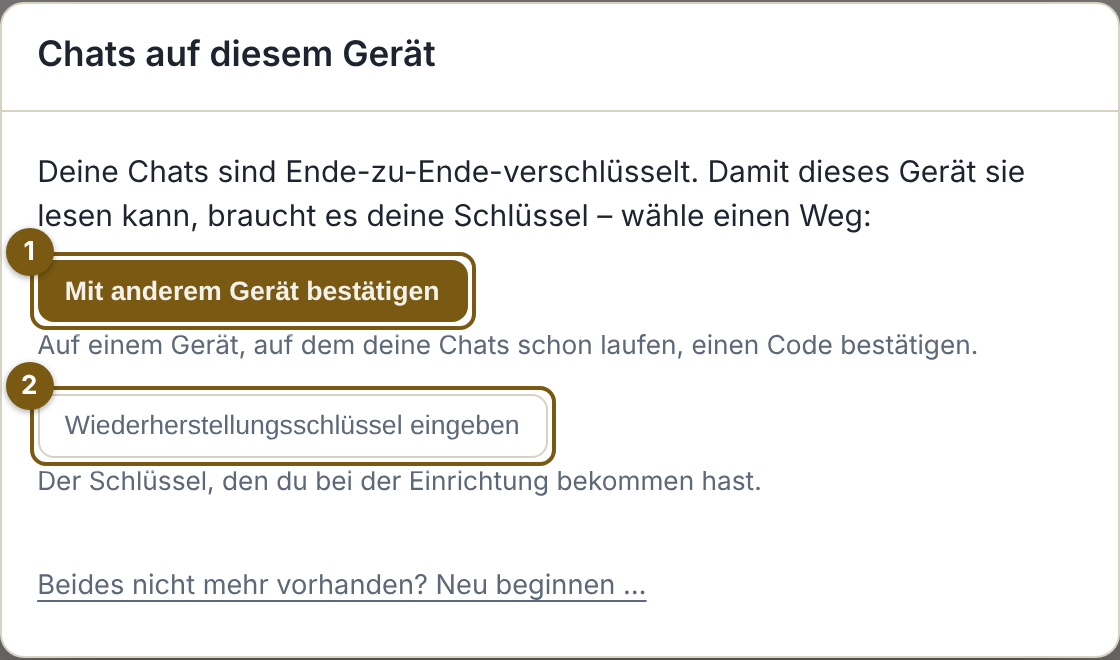 Chats auf diesem Gerät
Deine Chats sind Ende-zu-Ende-verschlüsselt. Damit dieses Gerät sie
lesen kann, braucht es deine Schlüssel – wähle einen Weg:
1
Mit anderem Gerät bestätigen
Auf einem Gerät, auf dem deine Chats schon laufen, einen Code bestätigen.
2
Wiederherstellungsschlüssel eingeben
Der Schlüssel, den du bei der Einrichtung bekommen hast.
Beides nicht mehr vorhanden? Neu beginnen …